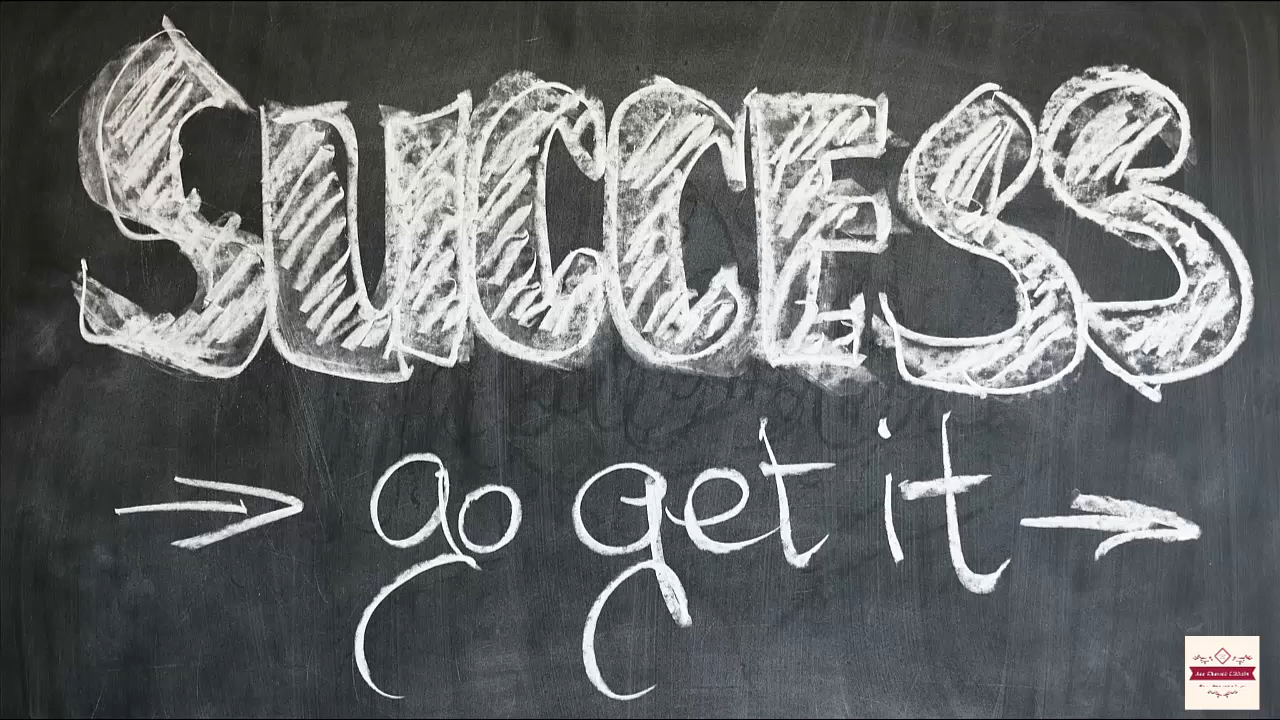 SUCCESS
→ go get it →